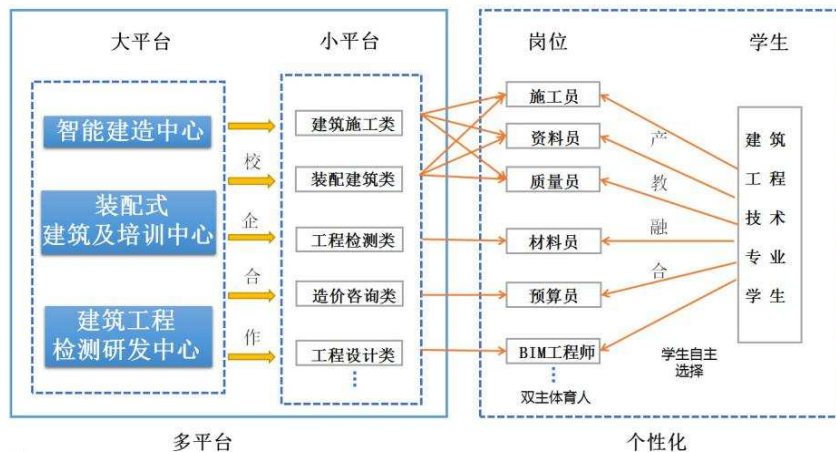 大平台
小平台
岗位
学生
智能建造中心
装配式
建筑及培训中心
建筑工程
检测研发中心
校
企
合
作
建筑施工类
装配建筑类
工程检测类
造价咨询类
工程设计类
施工员
资料员
质量员
材料员
预算员
BIM工程师
双主体育人
产
教
融
合
建筑
工程
技术
专业
学生
学生自主
选择
多平台
个性化